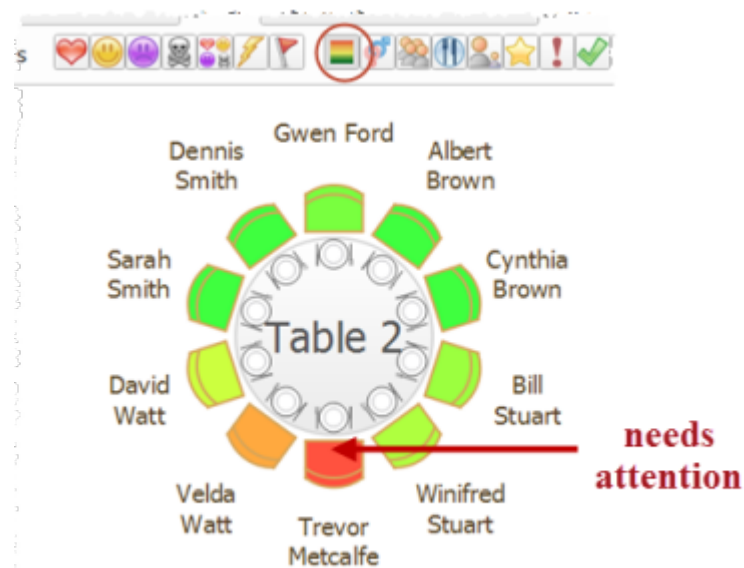 s
Gwen Ford
Dennis
Smith
Albert
Brown
Sarah
Smith
Cynthia
Brown
Table 2
David
Watt
Bill
Stuart
needs
attention
Velda
Watt
Winifred
Stuart
Trevor
Metcalfe